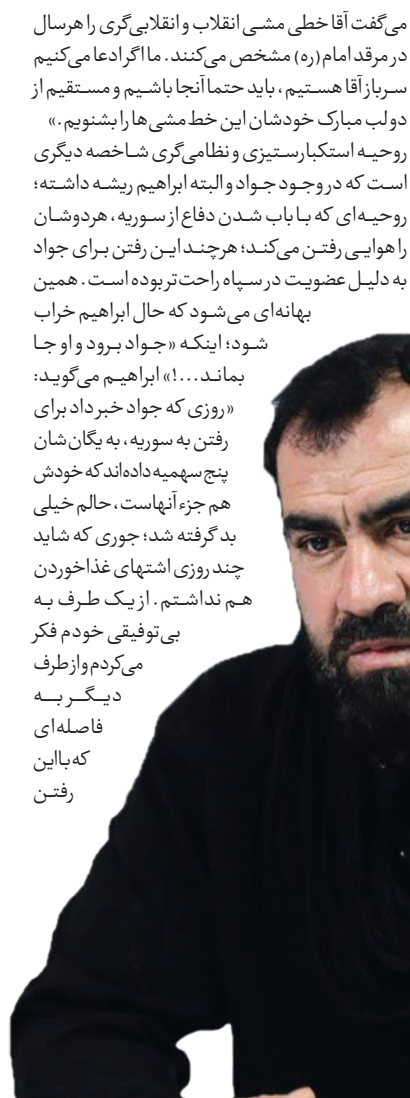 می‌گفت آقا خطی مشی انقلاب و انقلابی‌گری را هرسال
در مرقد امام (ره) مشخص می‌کنند. ما اگر ادعا می‌کنیم
سرباز آقا هستیم، باید حتما آنجا باشیم و مستقیم از
دولب مبارک خودشان این خط مشی‌ها را بشنویم.»
روحیه استکبارستیزی و نظامی‌گری شاخصه دیگری
است که در وجود جواد و البته ابراهیم ریشه داشته؛
روحیه‌ای که با باب شدن دفاع از سوریه، هردوشان
را هوایی رفتن می‌کند؛ هرچند این رفتن برای جواد
به دلیل عضویت در سپاه راحت‌تر بوده است. همین
بهانه‌ای می‌شود که حال ابراهیم خراب
شود؛ اینکه «جواد برود و او جا
بماند...!» ابراهیم می‌گوید:
«روزی که جواد خبر داد برای
رفتن به سوریه، به یگان شان
پنج سهمیه داده‌اند که خودش
هم جزء آنهاست، حالم خیلی
بد گرفته شد؛ جوری که شاید
چند روزی اشتهای غذا خوردن
هم نداشتم. از یک طرف به
بی‌توفیقی خودم فکر
می‌کردم و از طرف
دیگر به
فاصله‌ای
که با این
رفتن